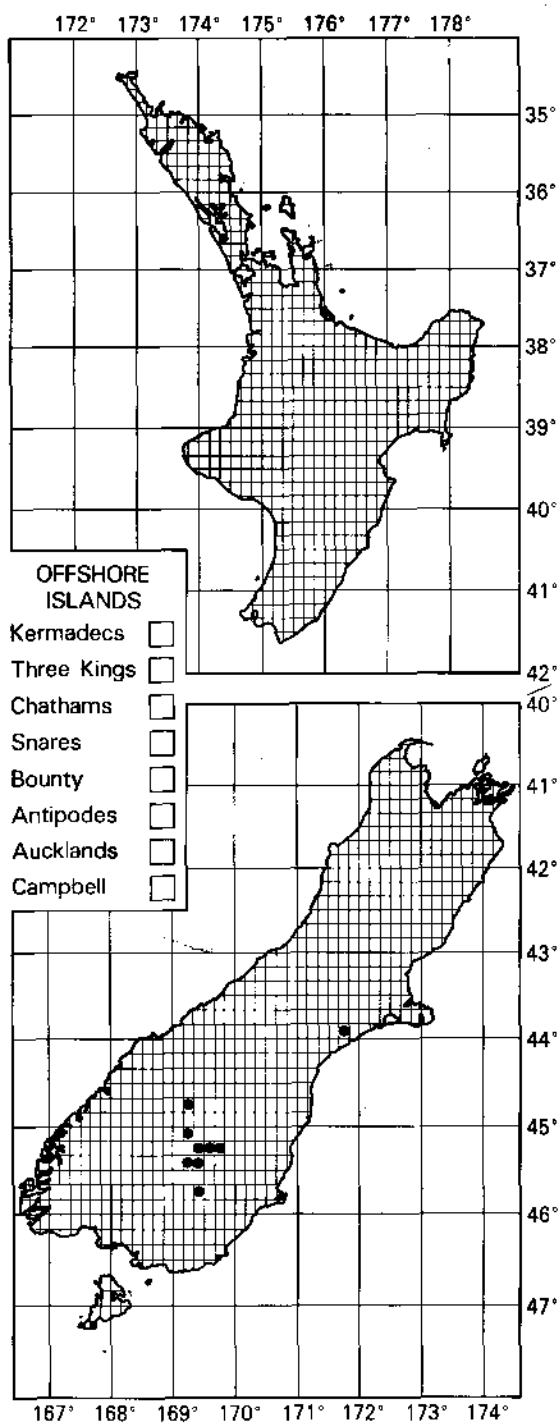 172° 173° 174° 175° 176° 177° 178°
35°
36°
37°
38°
39°
40°
41°
42°
OFFSHORE
ISLANDS
Kermadecs
Three Kings
Chathams
Snares
Bounty
Antipodes
Aucklands
Campbell
40°
41°
42°
43°
44°
45°
46°
47°
167° 168° 169° 170° 171° 172° 173° 174°